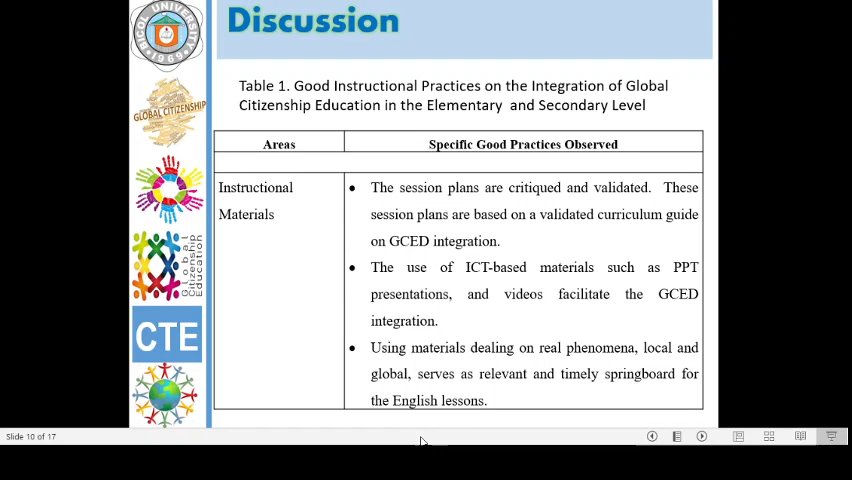 Discussion
BICOL UNIVERSITY
1969
GLOBAL CITIZENSHIP
Global
Citizenship
Education
CTE
Table 1. Good Instructional Practices on the Integration of Global
Citizenship Education in the Elementary and Secondary Level
Areas
Specific Good Practices Observed
Instructional
Materials
• The session plans are critiqued and validated. These
session plans are based on a validated curriculum guide
on GCED integration.
• The use of ICT-based materials such as PPT
presentations, and videos facilitate the GCED
integration.
• Using materials dealing on real phenomena, local and
global, serves as relevant and timely springboard for
the English lessons.
Slide 10 of 17